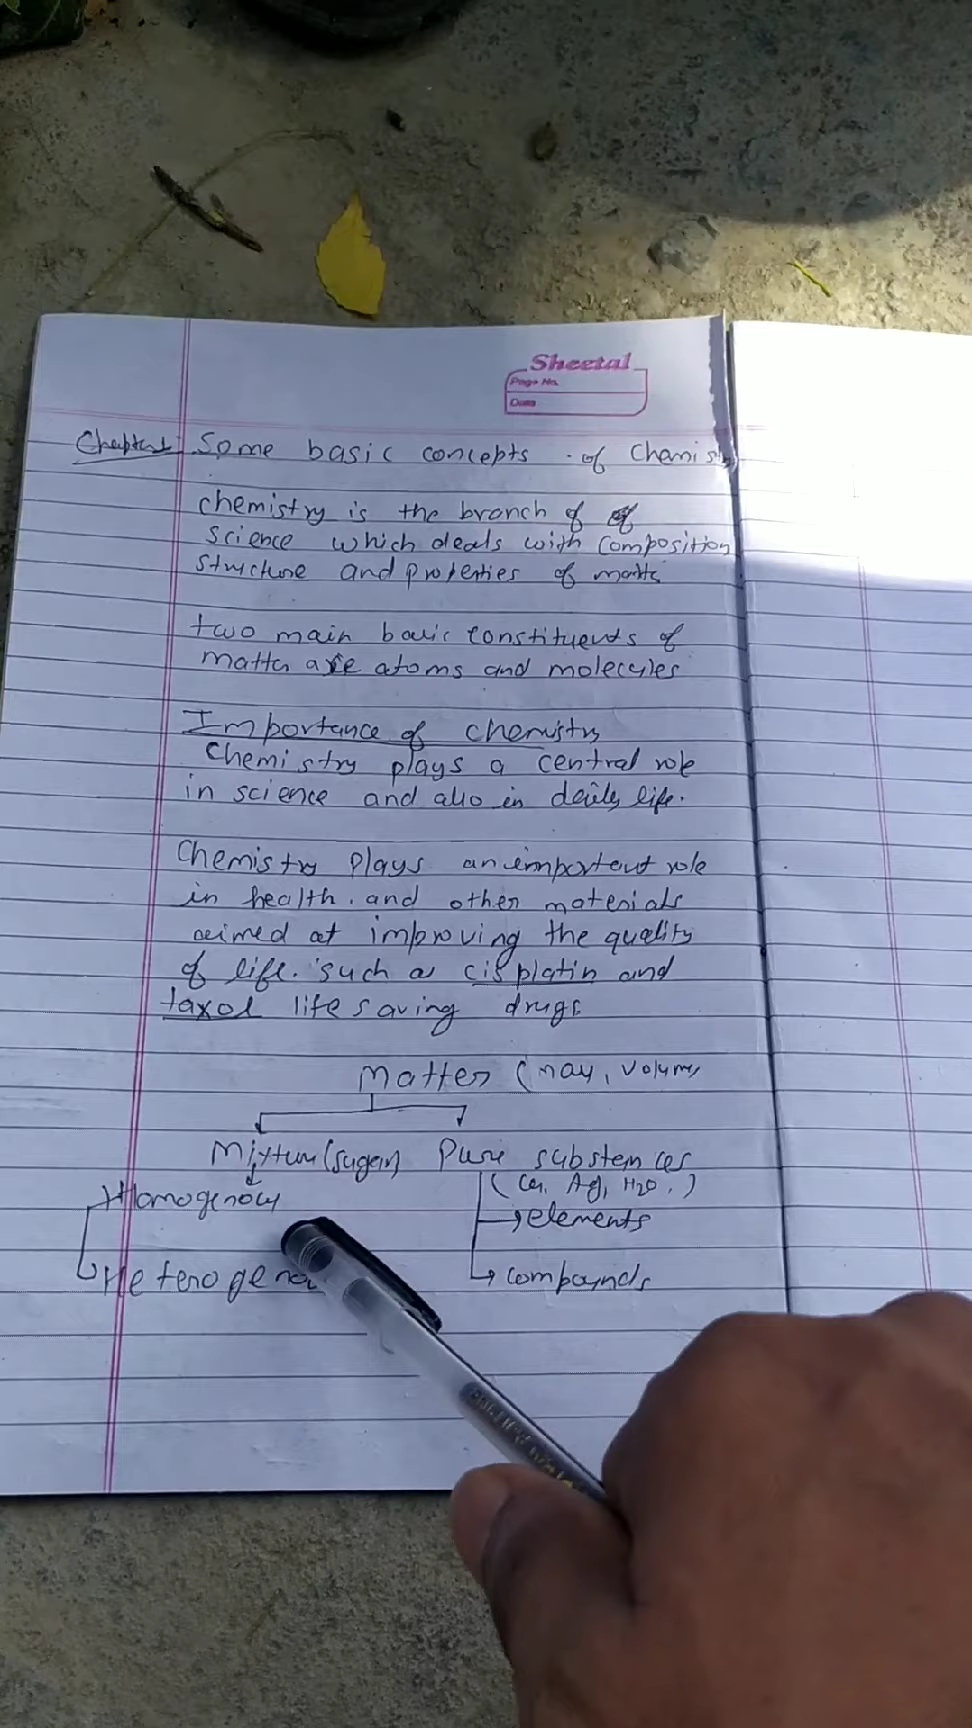 Sheetal
Page No.
Date
Chapter 1 Some basic concepts of Chemist
chemistry is the branch of of
science which deals with composition
structure and properties of matte
two main basic constituents of
matter are atoms and molecules
Importance of chemistry
Chemistry plays a central role
in science and also in daily life.
Chemistry plays an important role
in health. and other materials
aimed at improving the quality
of life. such as cisplatin and
taxol life saving drugs
Matter (mass, volume
Mixture (sugar) Pure substances
(Cu, Ag, H2O.)
Homogenous
elements
Heterogeno
compounds